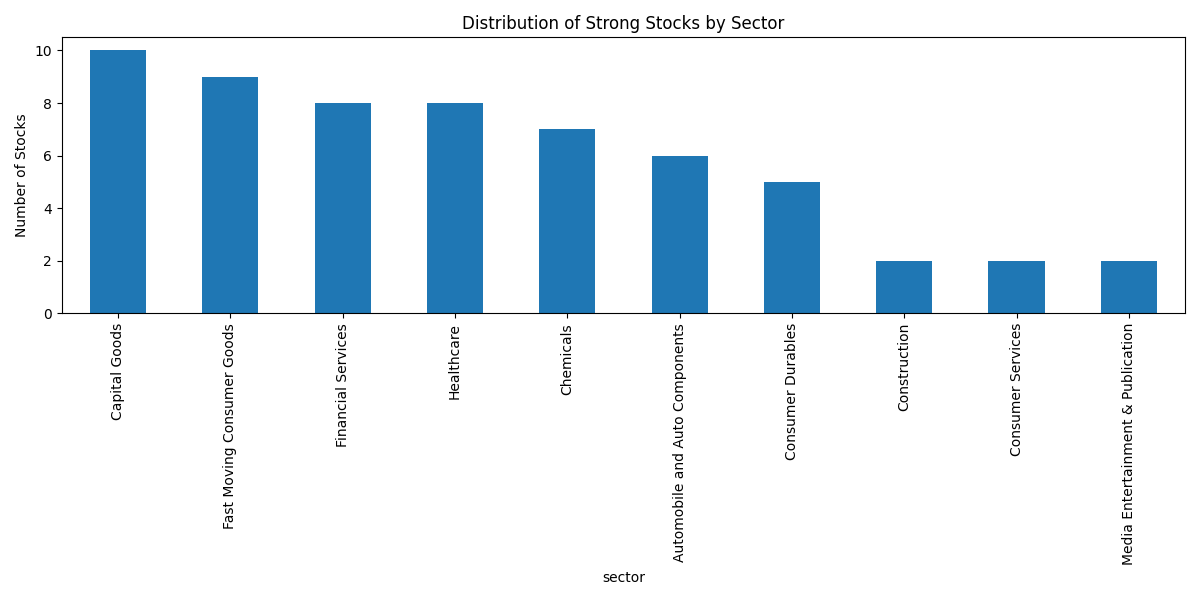 Distribution of Strong Stocks by Sector
Number of Stocks
10
8
6
4
2
0
Capital Goods
Fast Moving Consumer Goods
Financial Services
Healthcare
Chemicals
Automobile and Auto Components
Consumer Durables
Construction
Consumer Services
Media Entertainment & Publication
sector